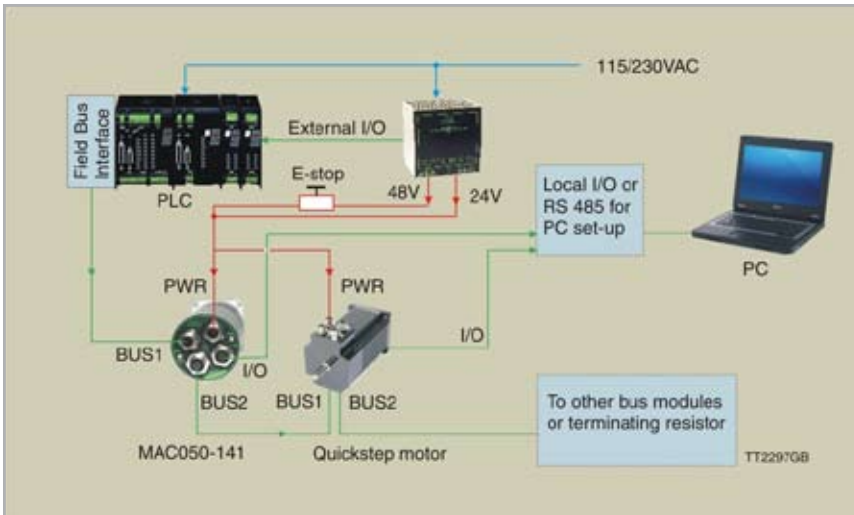 115/230VAC
Field Bus
Interface
External I/O
E-stop
PLC
48V
24V
Local I/O or
RS 485 for
PC set-up
PC
PWR
PWR
BUS1
I/O
I/O
BUS2
BUS1
BUS2
MAC050-141
Quickstep motor
To other bus modules
or terminating resistor
TT2297GB